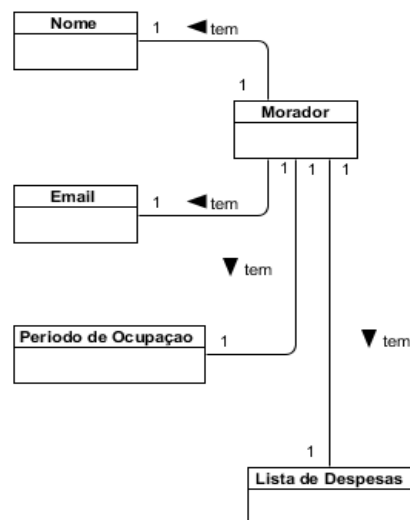 Nome
1 tem
1
Morador
1 1 1
Email
1 tem
tem
Periodo de Ocupaçao
1
tem
1
Lista de Despesas